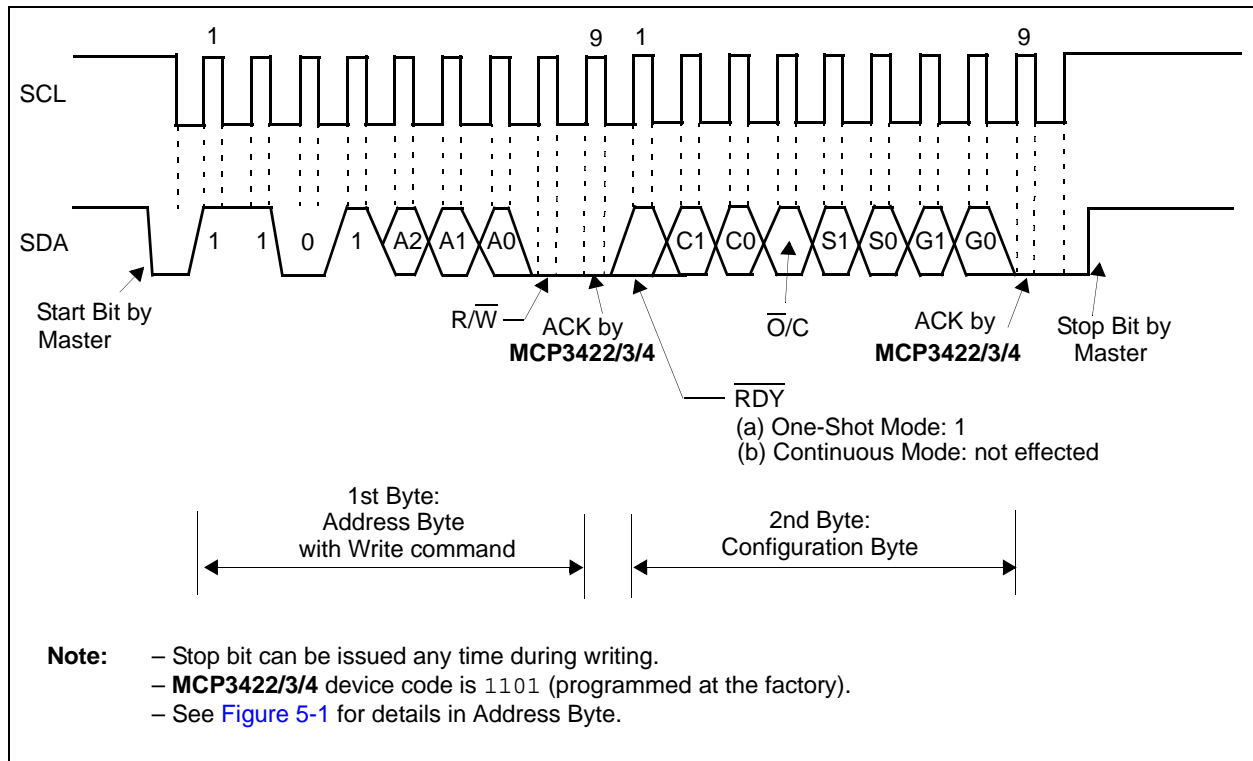 1 9 1 9
SCL
SDA 1 1 0 1 A2 A1 A0 C1 C0 S1 S0 G1 G0
Start Bit by
Master
R/W̅
ACK by
MCP3422/3/4
O̅/C
ACK by
MCP3422/3/4
Stop Bit by
Master
R̅D̅Y̅
(a) One-Shot Mode: 1
(b) Continuous Mode: not effected
1st Byte:
Address Byte
with Write command
2nd Byte:
Configuration Byte
Note: – Stop bit can be issued any time during writing.
– MCP3422/3/4 device code is 1101 (programmed at the factory).
– See Figure 5-1 for details in Address Byte.